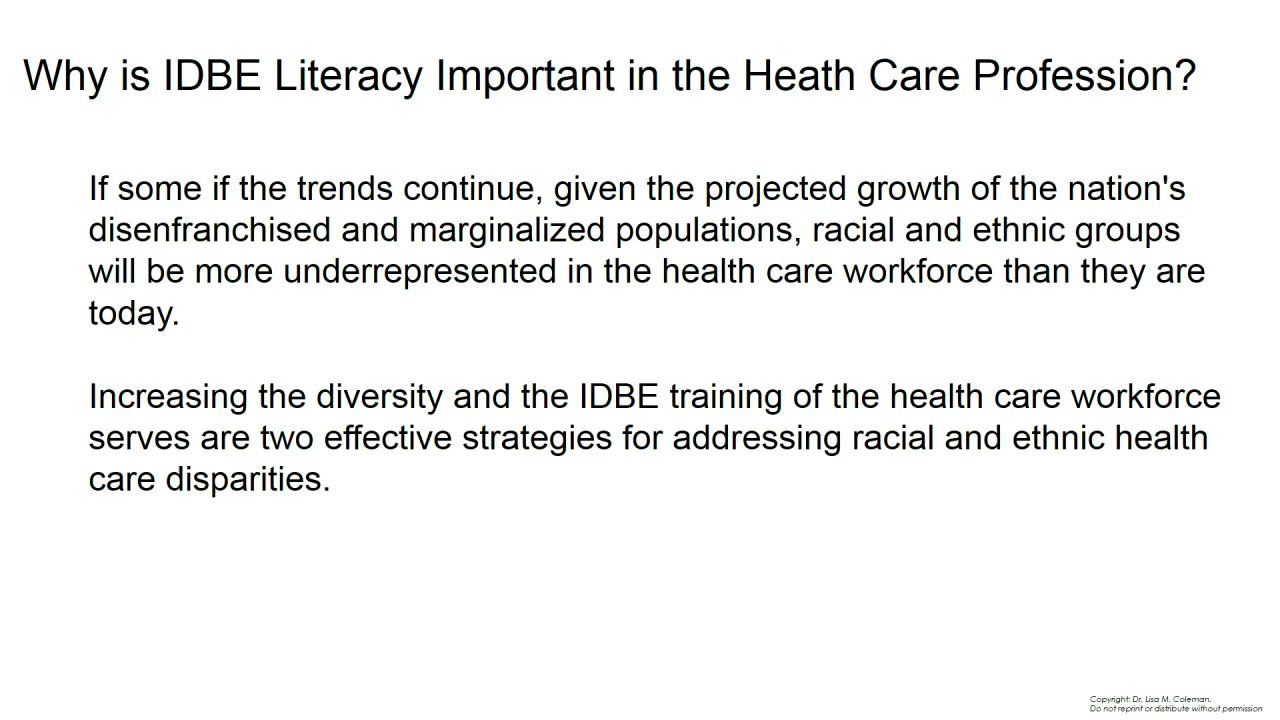 Why is IDBE Literacy Important in the Heath Care Profession?
If some if the trends continue, given the projected growth of the nation's
disenfranchised and marginalized populations, racial and ethnic groups
will be more underrepresented in the health care workforce than they are
today.
Increasing the diversity and the IDBE training of the health care workforce
serves are two effective strategies for addressing racial and ethnic health
care disparities.
Copyright: Dr. Lisa M. Coleman.
Do not reprint or distribute without permission